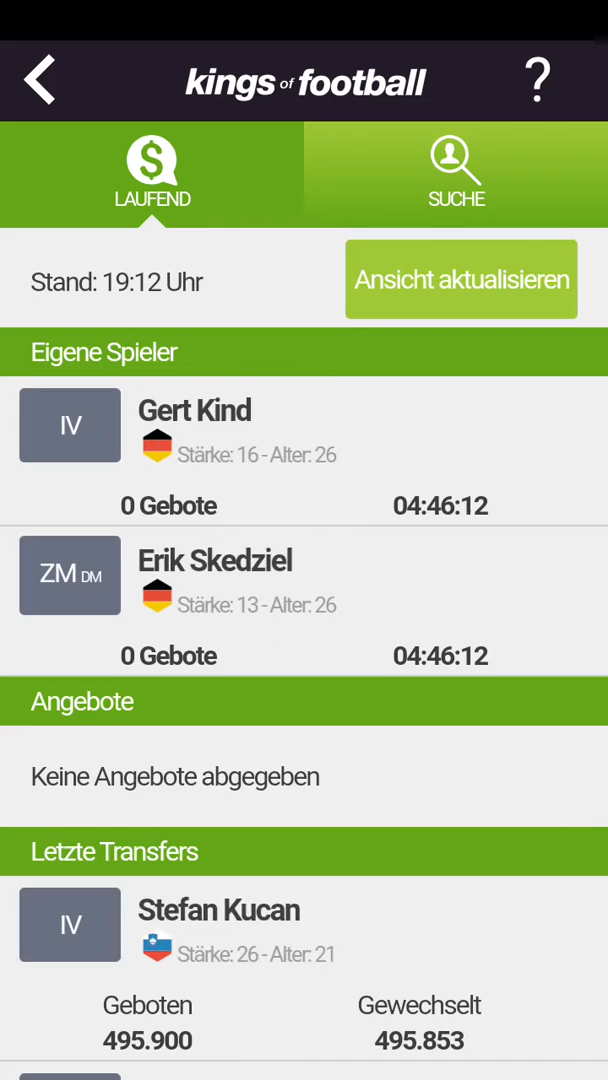 kings of football
?
LAUFEND
SUCHE
Stand: 19:12 Uhr
Ansicht aktualisieren
Eigene Spieler
IV
Gert Kind
Stärke: 16 - Alter: 26
0 Gebote 04:46:12
ZM DM
Erik Skedziel
Stärke: 13 - Alter: 26
0 Gebote 04:46:12
Angebote
Keine Angebote abgegeben
Letzte Transfers
IV
Stefan Kucan
Stärke: 26 - Alter: 21
Geboten Gewechselt
495.900 495.853